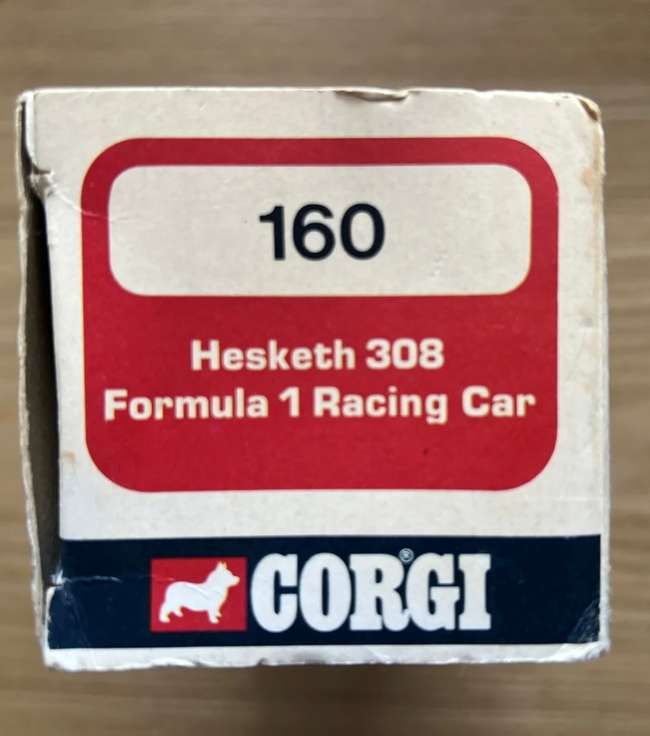 160
Hesketh 308
Formula 1 Racing Car
CORGI®